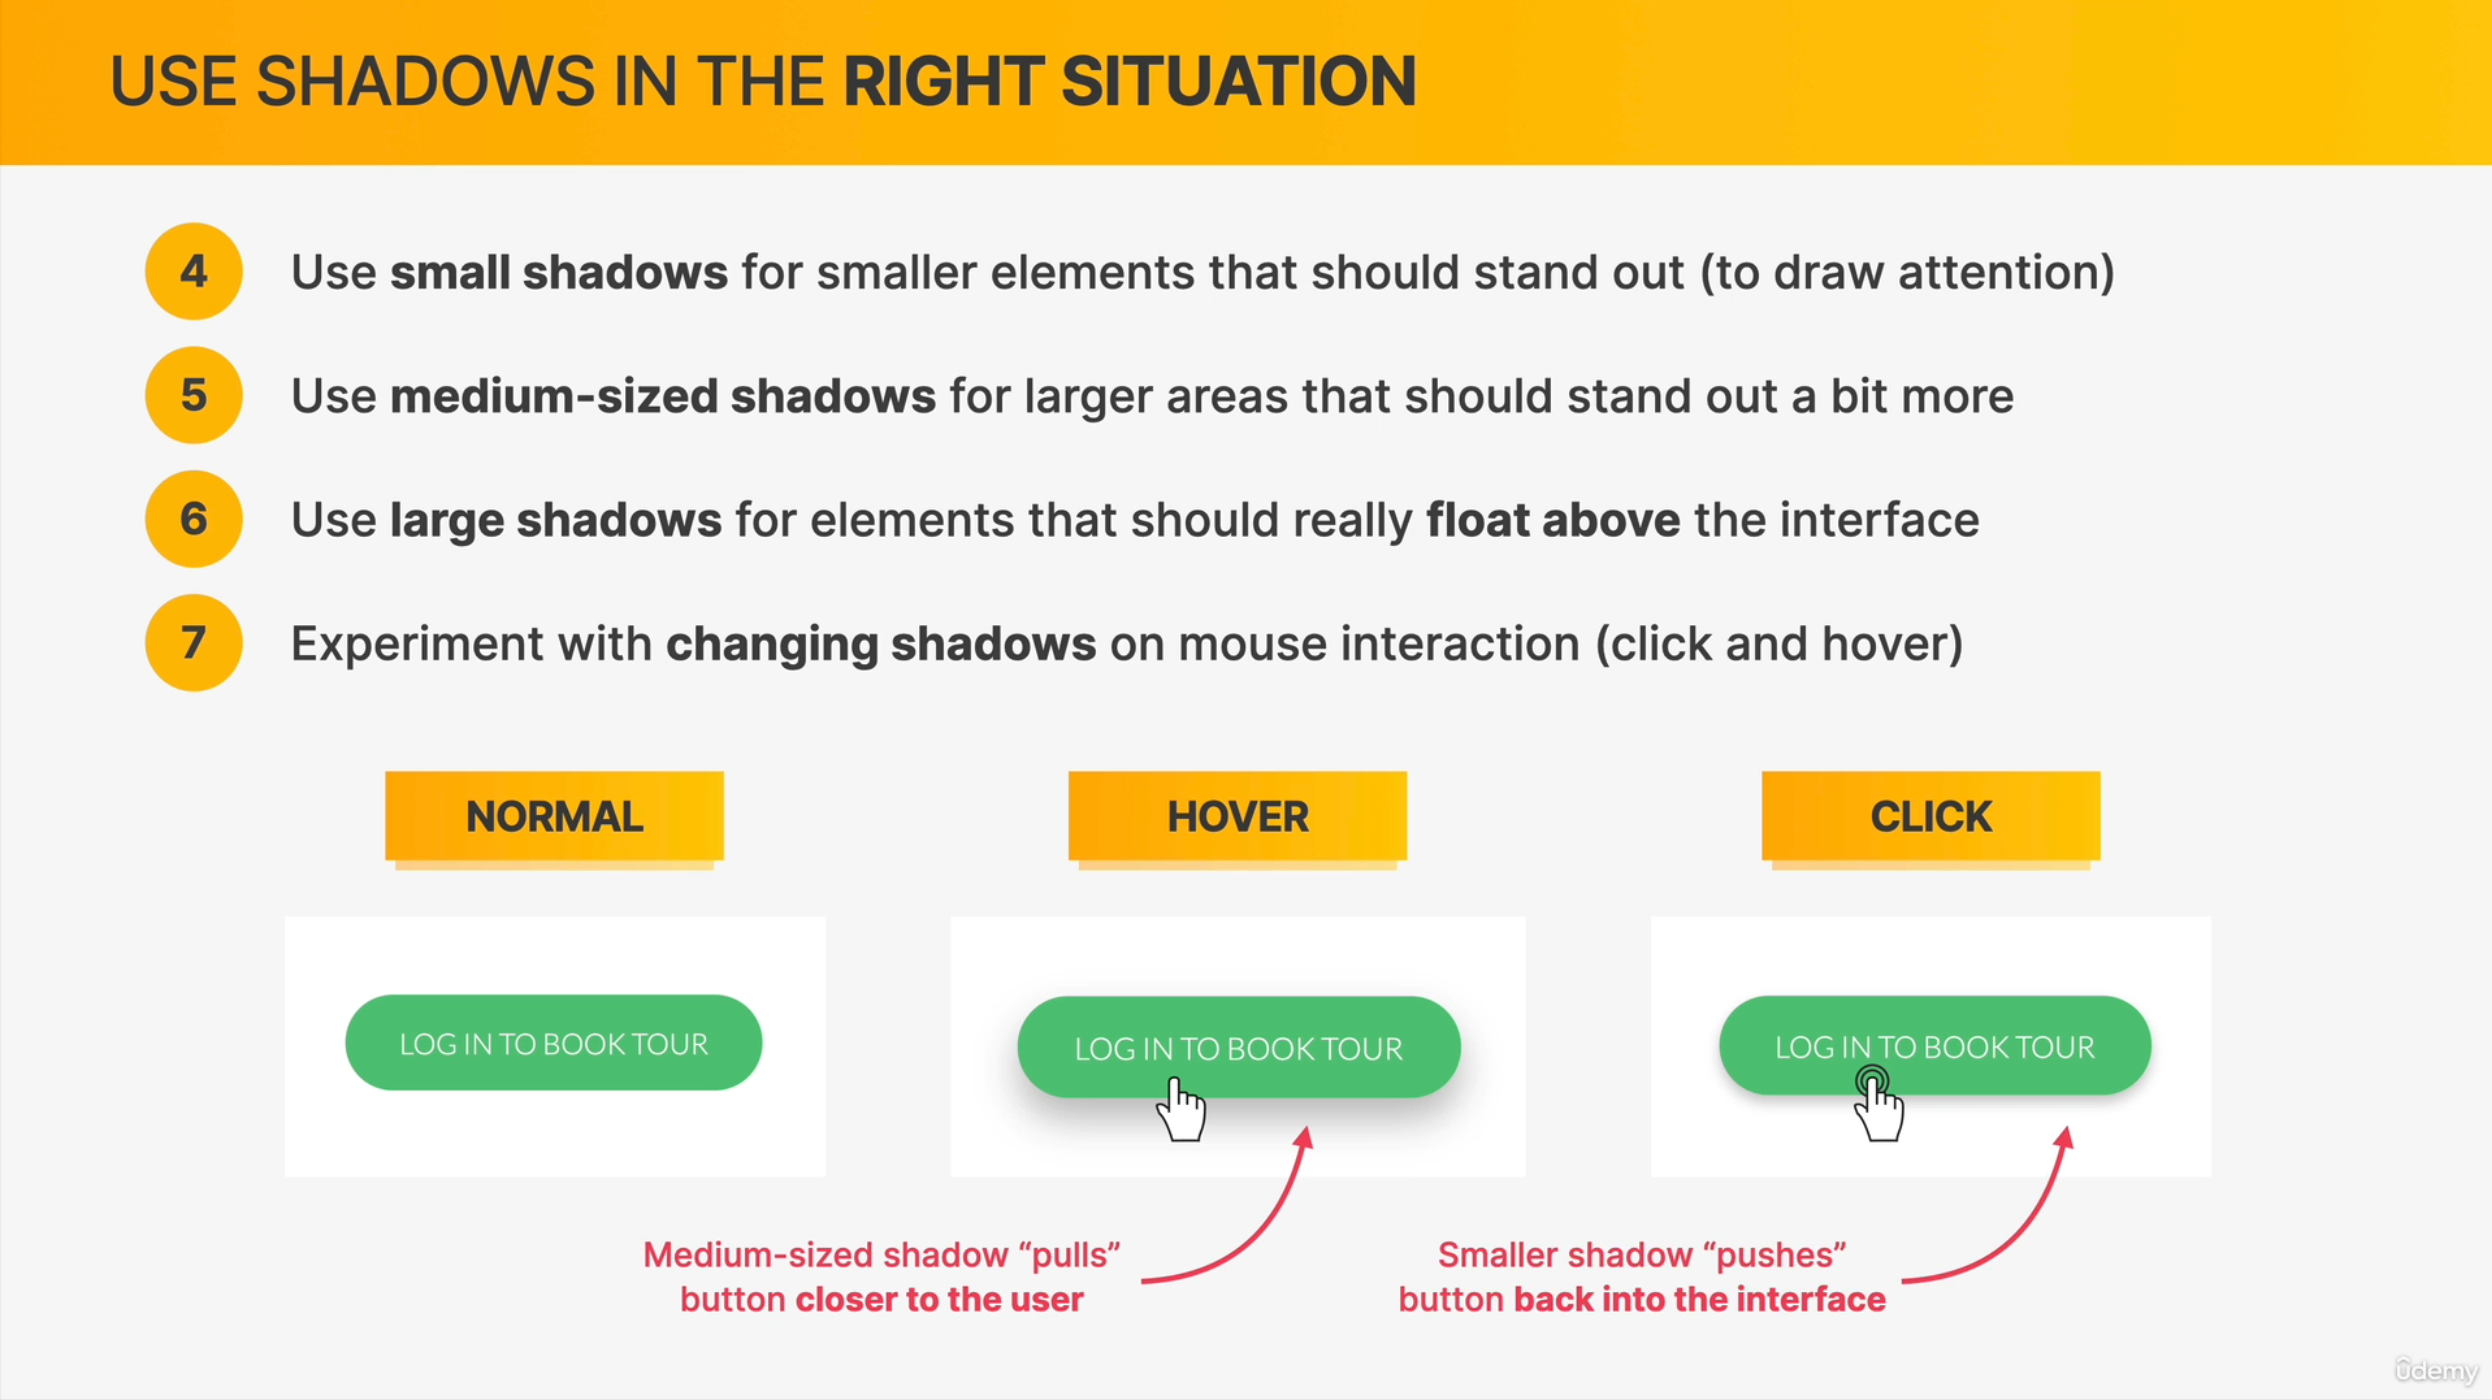 USE SHADOWS IN THE RIGHT SITUATION
4
Use small shadows for smaller elements that should stand out (to draw attention)
5
Use medium-sized shadows for larger areas that should stand out a bit more
6
Use large shadows for elements that should really float above the interface
7
Experiment with changing shadows on mouse interaction (click and hover)
NORMAL
HOVER
CLICK
LOG IN TO BOOK TOUR
LOG IN TO BOOK TOUR
LOG IN TO BOOK TOUR
Medium-sized shadow “pulls”
button closer to the user
Smaller shadow “pushes”
button back into the interface
ûdemy